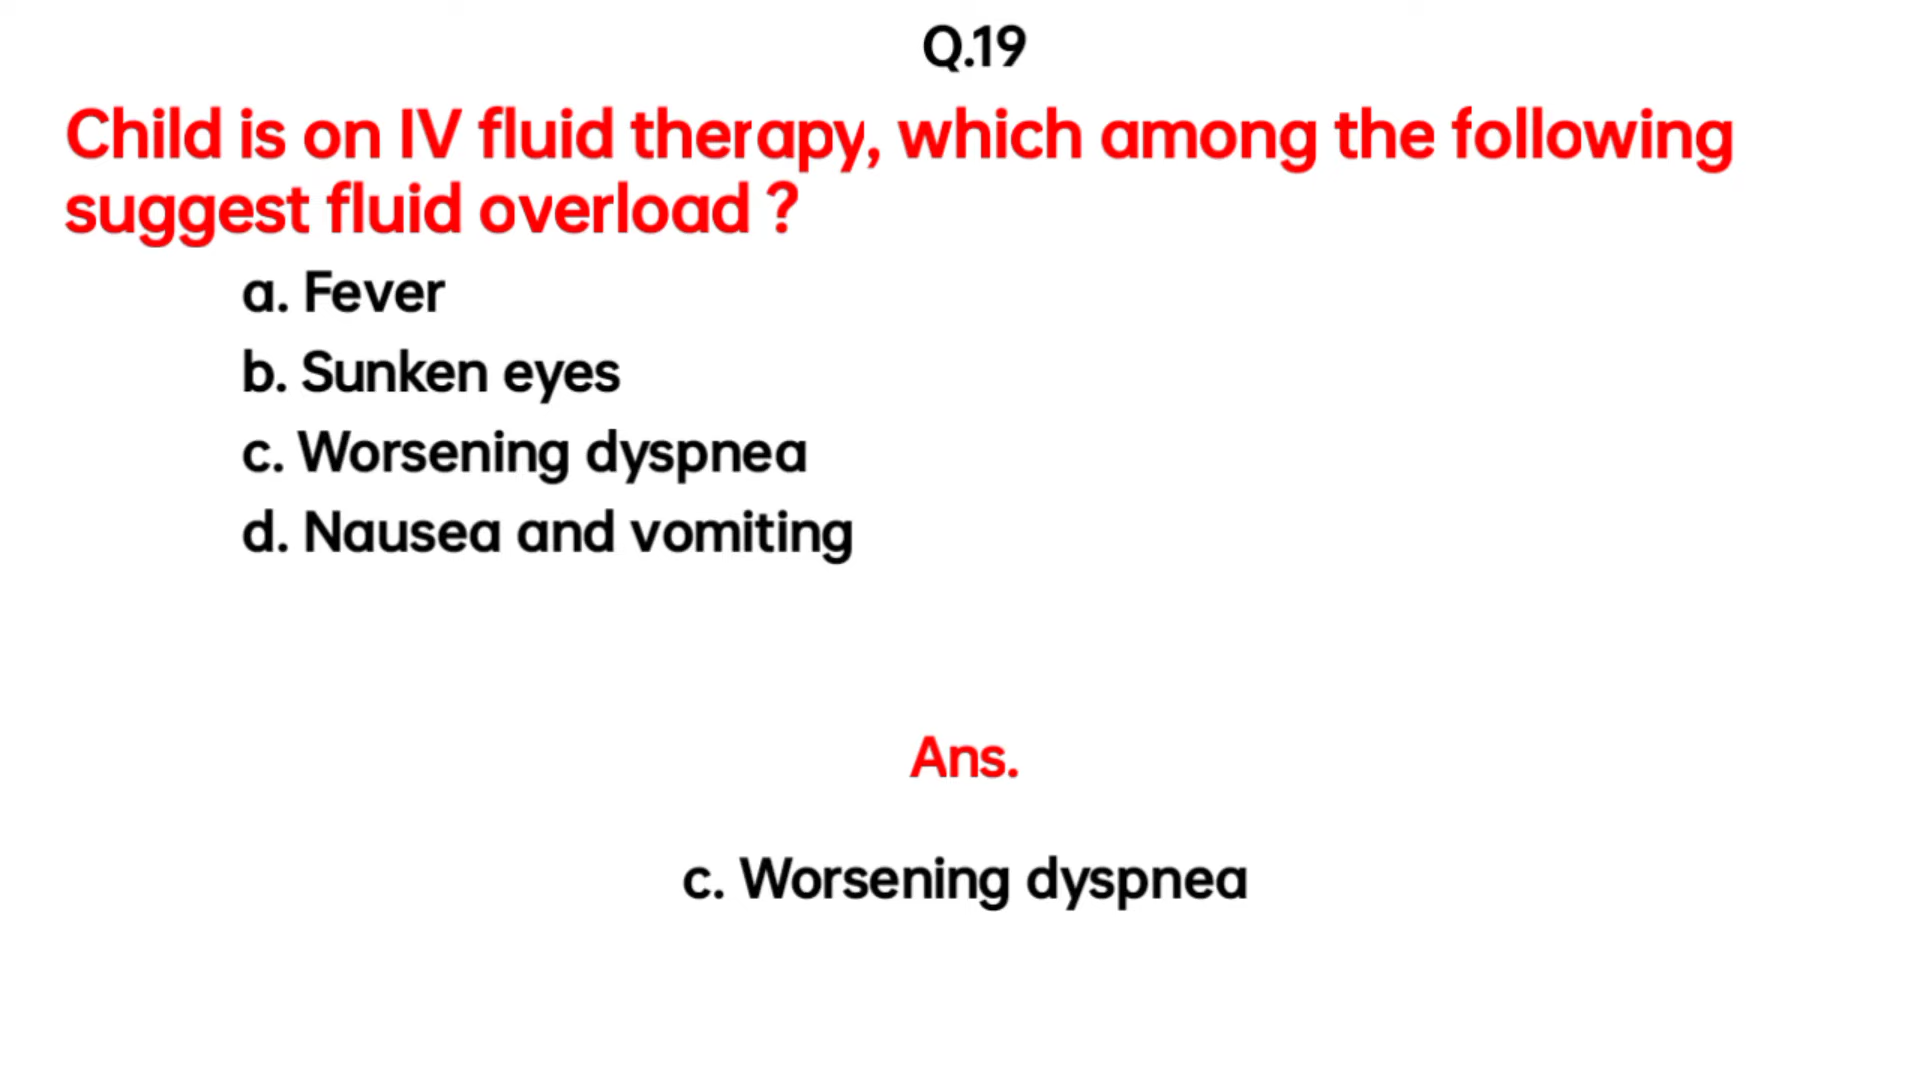 Q.19
Child is on IV fluid therapy, which among the following
suggest fluid overload ?
a. Fever
b. Sunken eyes
c. Worsening dyspnea
d. Nausea and vomiting
Ans.
c. Worsening dyspnea